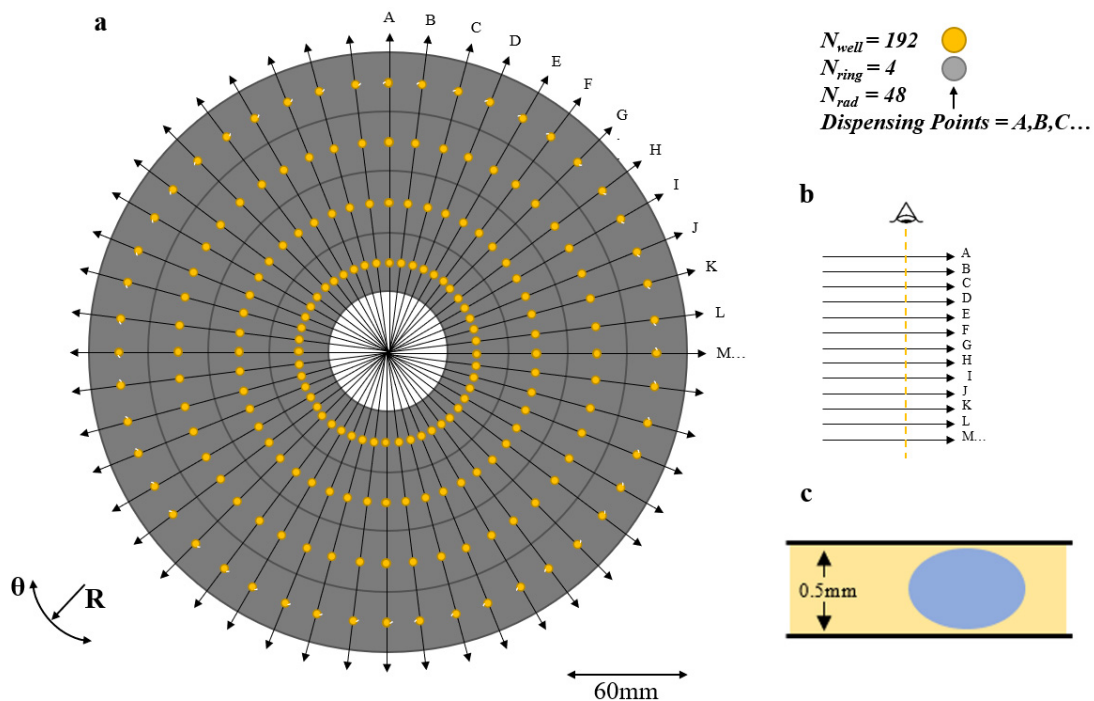 a
A
B
C
D
E
F
G
H
I
J
K
L
M...
θ
R
60mm
N_well = 192
N_ring = 4
N_rad = 48
Dispensing Points = A,B,C...
b
A
B
C
D
E
F
G
H
I
J
K
L
M...
c
0.5mm